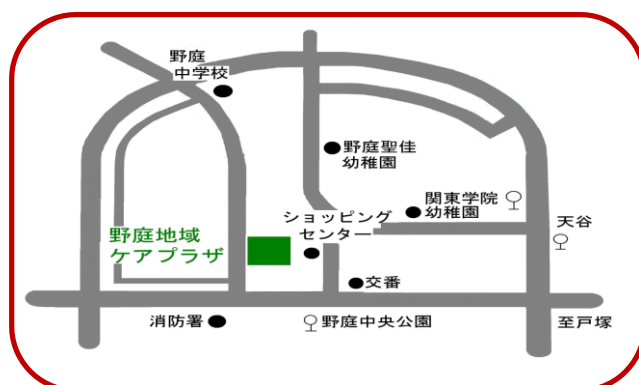 野庭
中学校
野庭聖佳
幼稚園
関東学院
幼稚園
ショッピング
センター
天谷
野庭地域
ケアプラザ
交番
消防署
野庭中央公園
至戸塚